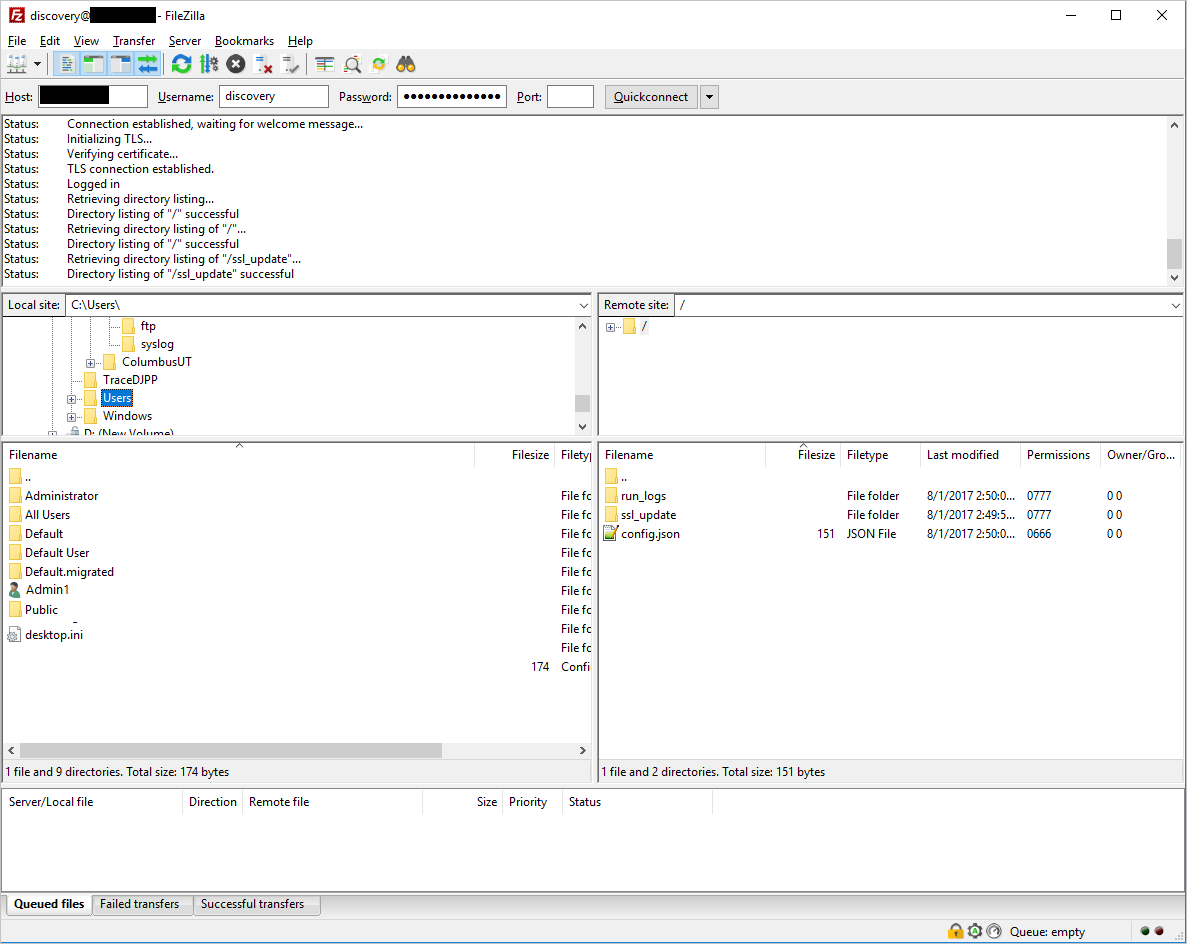 discovery@ - FileZilla
File Edit View Transfer Server Bookmarks Help
Host: Username: discovery Password: ●●●●●●●●●●●●●● Port: Quickconnect
Status: Connection established, waiting for welcome message...
Status: Initializing TLS...
Status: Verifying certificate...
Status: TLS connection established.
Status: Logged in
Status: Retrieving directory listing...
Status: Directory listing of "/" successful
Status: Retrieving directory listing of "/"...
Status: Directory listing of "/" successful
Status: Retrieving directory listing of "/ssl_update"...
Status: Directory listing of "/ssl_update" successful
Local site: C:\Users\
ftp
syslog
ColumbusUT
TraceDJPP
Users
Windows
D: (New Volume)
Remote site: /
/
Filename Filesize Filetyp
..
Administrator File fo
All Users File fo
Default File fo
Default User File fo
Default.migrated File fo
Admin1 File fo
Public File fo
File fo
desktop.ini
File fo
174 Confi
1 file and 9 directories. Total size: 174 bytes
Filename Filesize Filetype Last modified Permissions Owner/Gro...
..
run_logs File folder 8/1/2017 2:50:0... 0777 0 0
ssl_update File folder 8/1/2017 2:49:5... 0777 0 0
config.json 151 JSON File 8/1/2017 2:50:0... 0666 0 0
1 file and 2 directories. Total size: 151 bytes
Server/Local file Direction Remote file Size Priority Status
Queued files Failed transfers Successful transfers
Queue: empty